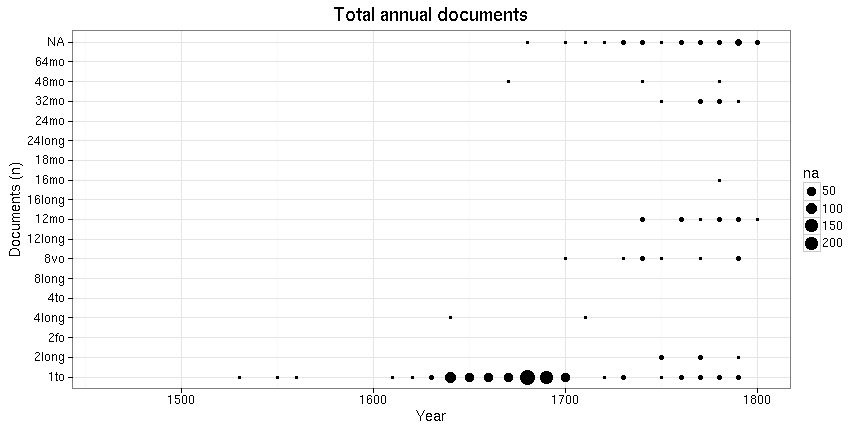 Total annual documents
Documents (n)
NA
64mo
48mo
32mo
24mo
24long
18mo
16mo
16long
12mo
12long
8vo
8long
4to
4long
2fo
2long
1to
1500 1600 1700 1800
Year
na
50
100
150
200